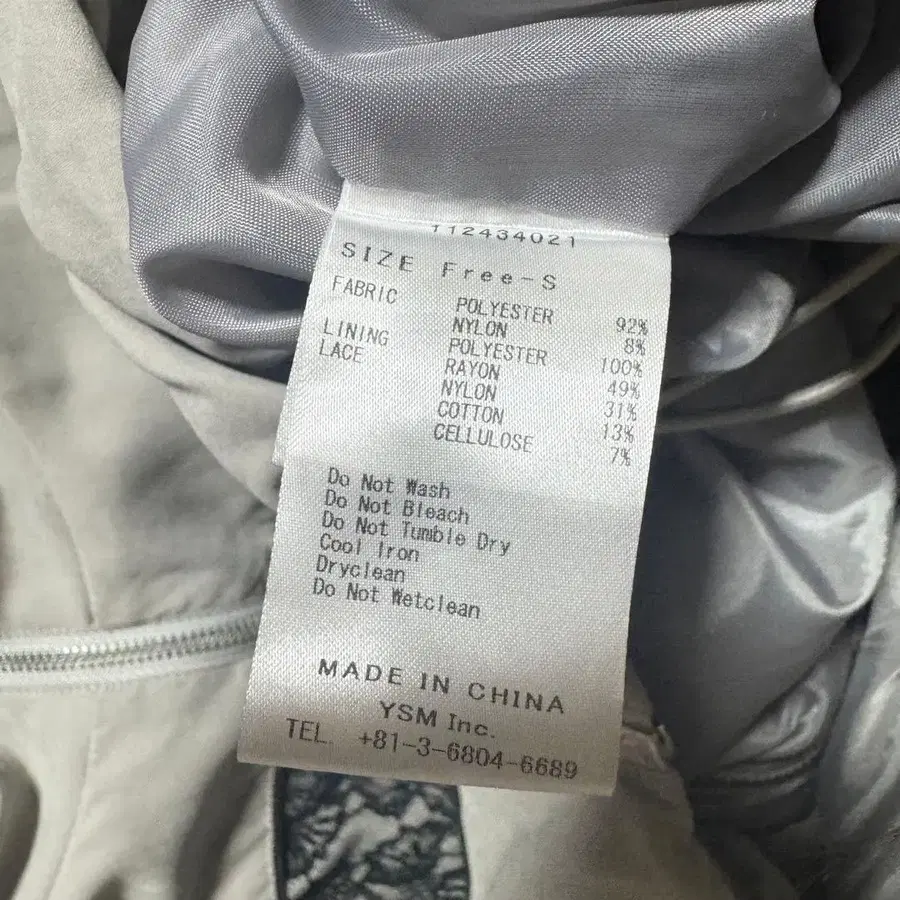 112434021
SIZE Free-S
FABRIC POLYESTER 92%
NYLON 8%
LINING POLYESTER 100%
LACE RAYON 49%
NYLON 31%
COTTON 13%
CELLULOSE 7%
Do Not Wash
Do Not Bleach
Do Not Tumble Dry
Cool Iron
Dryclean
Do Not Wetclean
MADE IN CHINA
YSM Inc.
TEL. +81-3-6804-6689